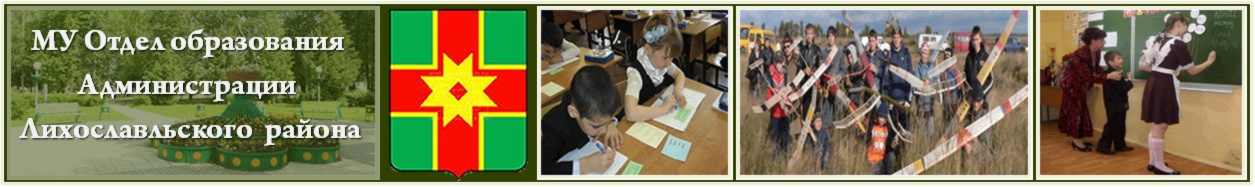 МУ Отдел образования
Администрации
Лихославльского района